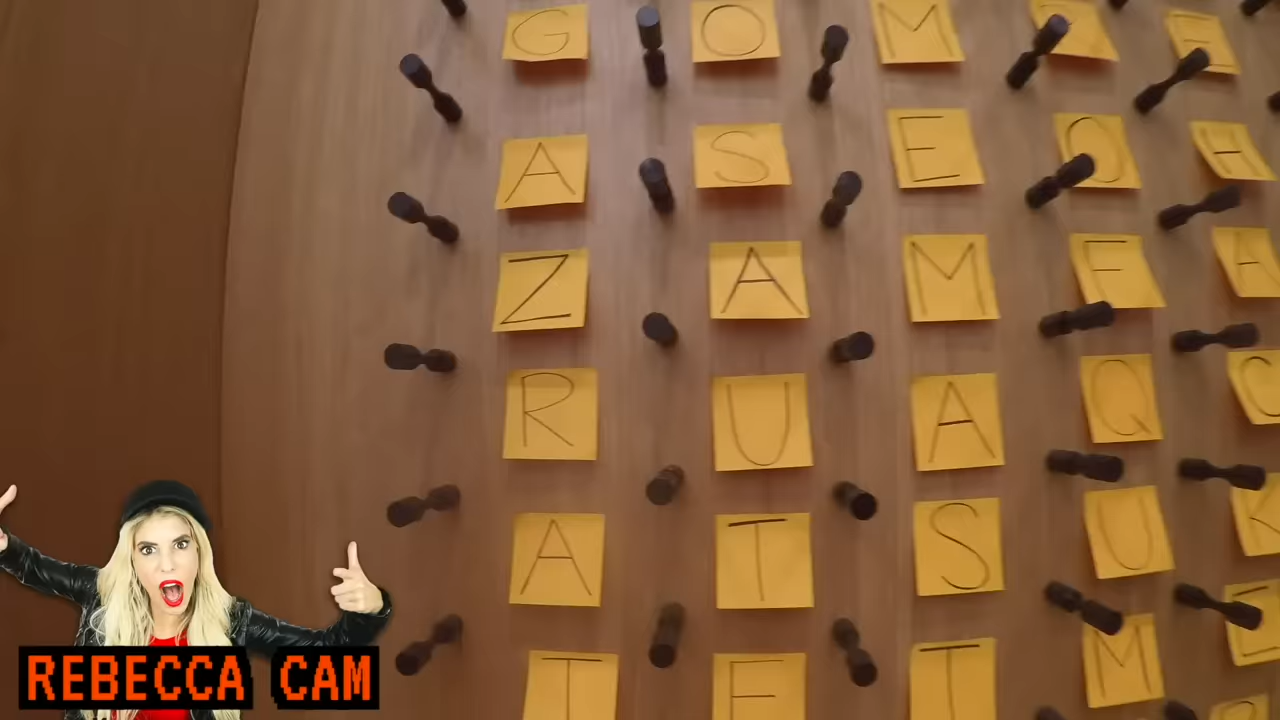 G O M
A S E O H
Z A M F A
R U A Q C
A T S U
T M
REBECCA CAM